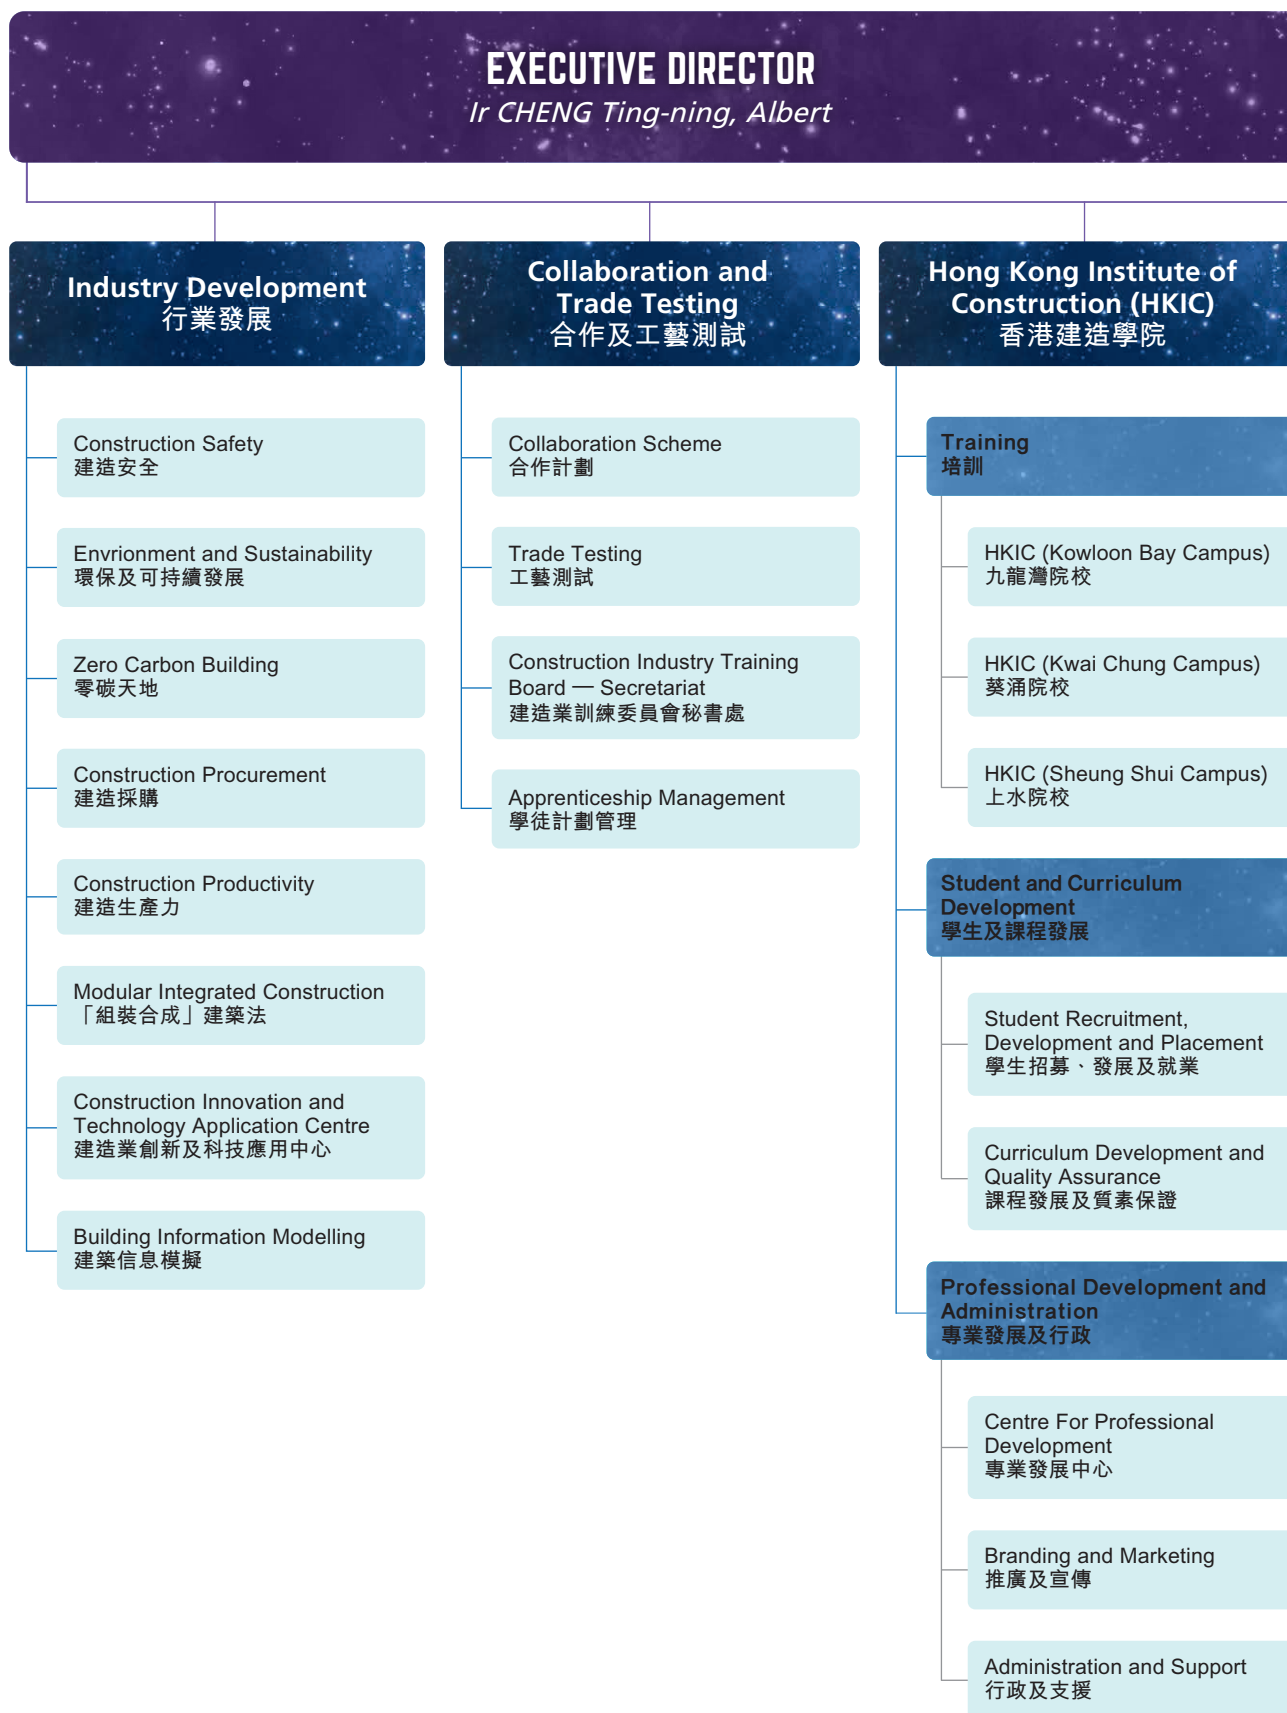 EXECUTIVE DIRECTOR
Ir CHENG Ting-ning, Albert
Industry Development
行業發展
Construction Safety
建造安全
Envrionment and Sustainability
環保及可持續發展
Zero Carbon Building
零碳天地
Construction Procurement
建造採購
Construction Productivity
建造生產力
Modular Integrated Construction
「組裝合成」建築法
Construction Innovation and
Technology Application Centre
建造業創新及科技應用中心
Building Information Modelling
建築信息模擬
Collaboration and
Trade Testing
合作及工藝測試
Collaboration Scheme
合作計劃
Trade Testing
工藝測試
Construction Industry Training
Board — Secretariat
建造業訓練委員會秘書處
Apprenticeship Management
學徒計劃管理
Hong Kong Institute of
Construction (HKIC)
香港建造學院
Training
培訓
HKIC (Kowloon Bay Campus)
九龍灣院校
HKIC (Kwai Chung Campus)
葵涌院校
HKIC (Sheung Shui Campus)
上水院校
Student and Curriculum
Development
學生及課程發展
Student Recruitment,
Development and Placement
學生招募、發展及就業
Curriculum Development and
Quality Assurance
課程發展及質素保證
Professional Development and
Administration
專業發展及行政
Centre For Professional
Development
專業發展中心
Branding and Marketing
推廣及宣傳
Administration and Support
行政及支援